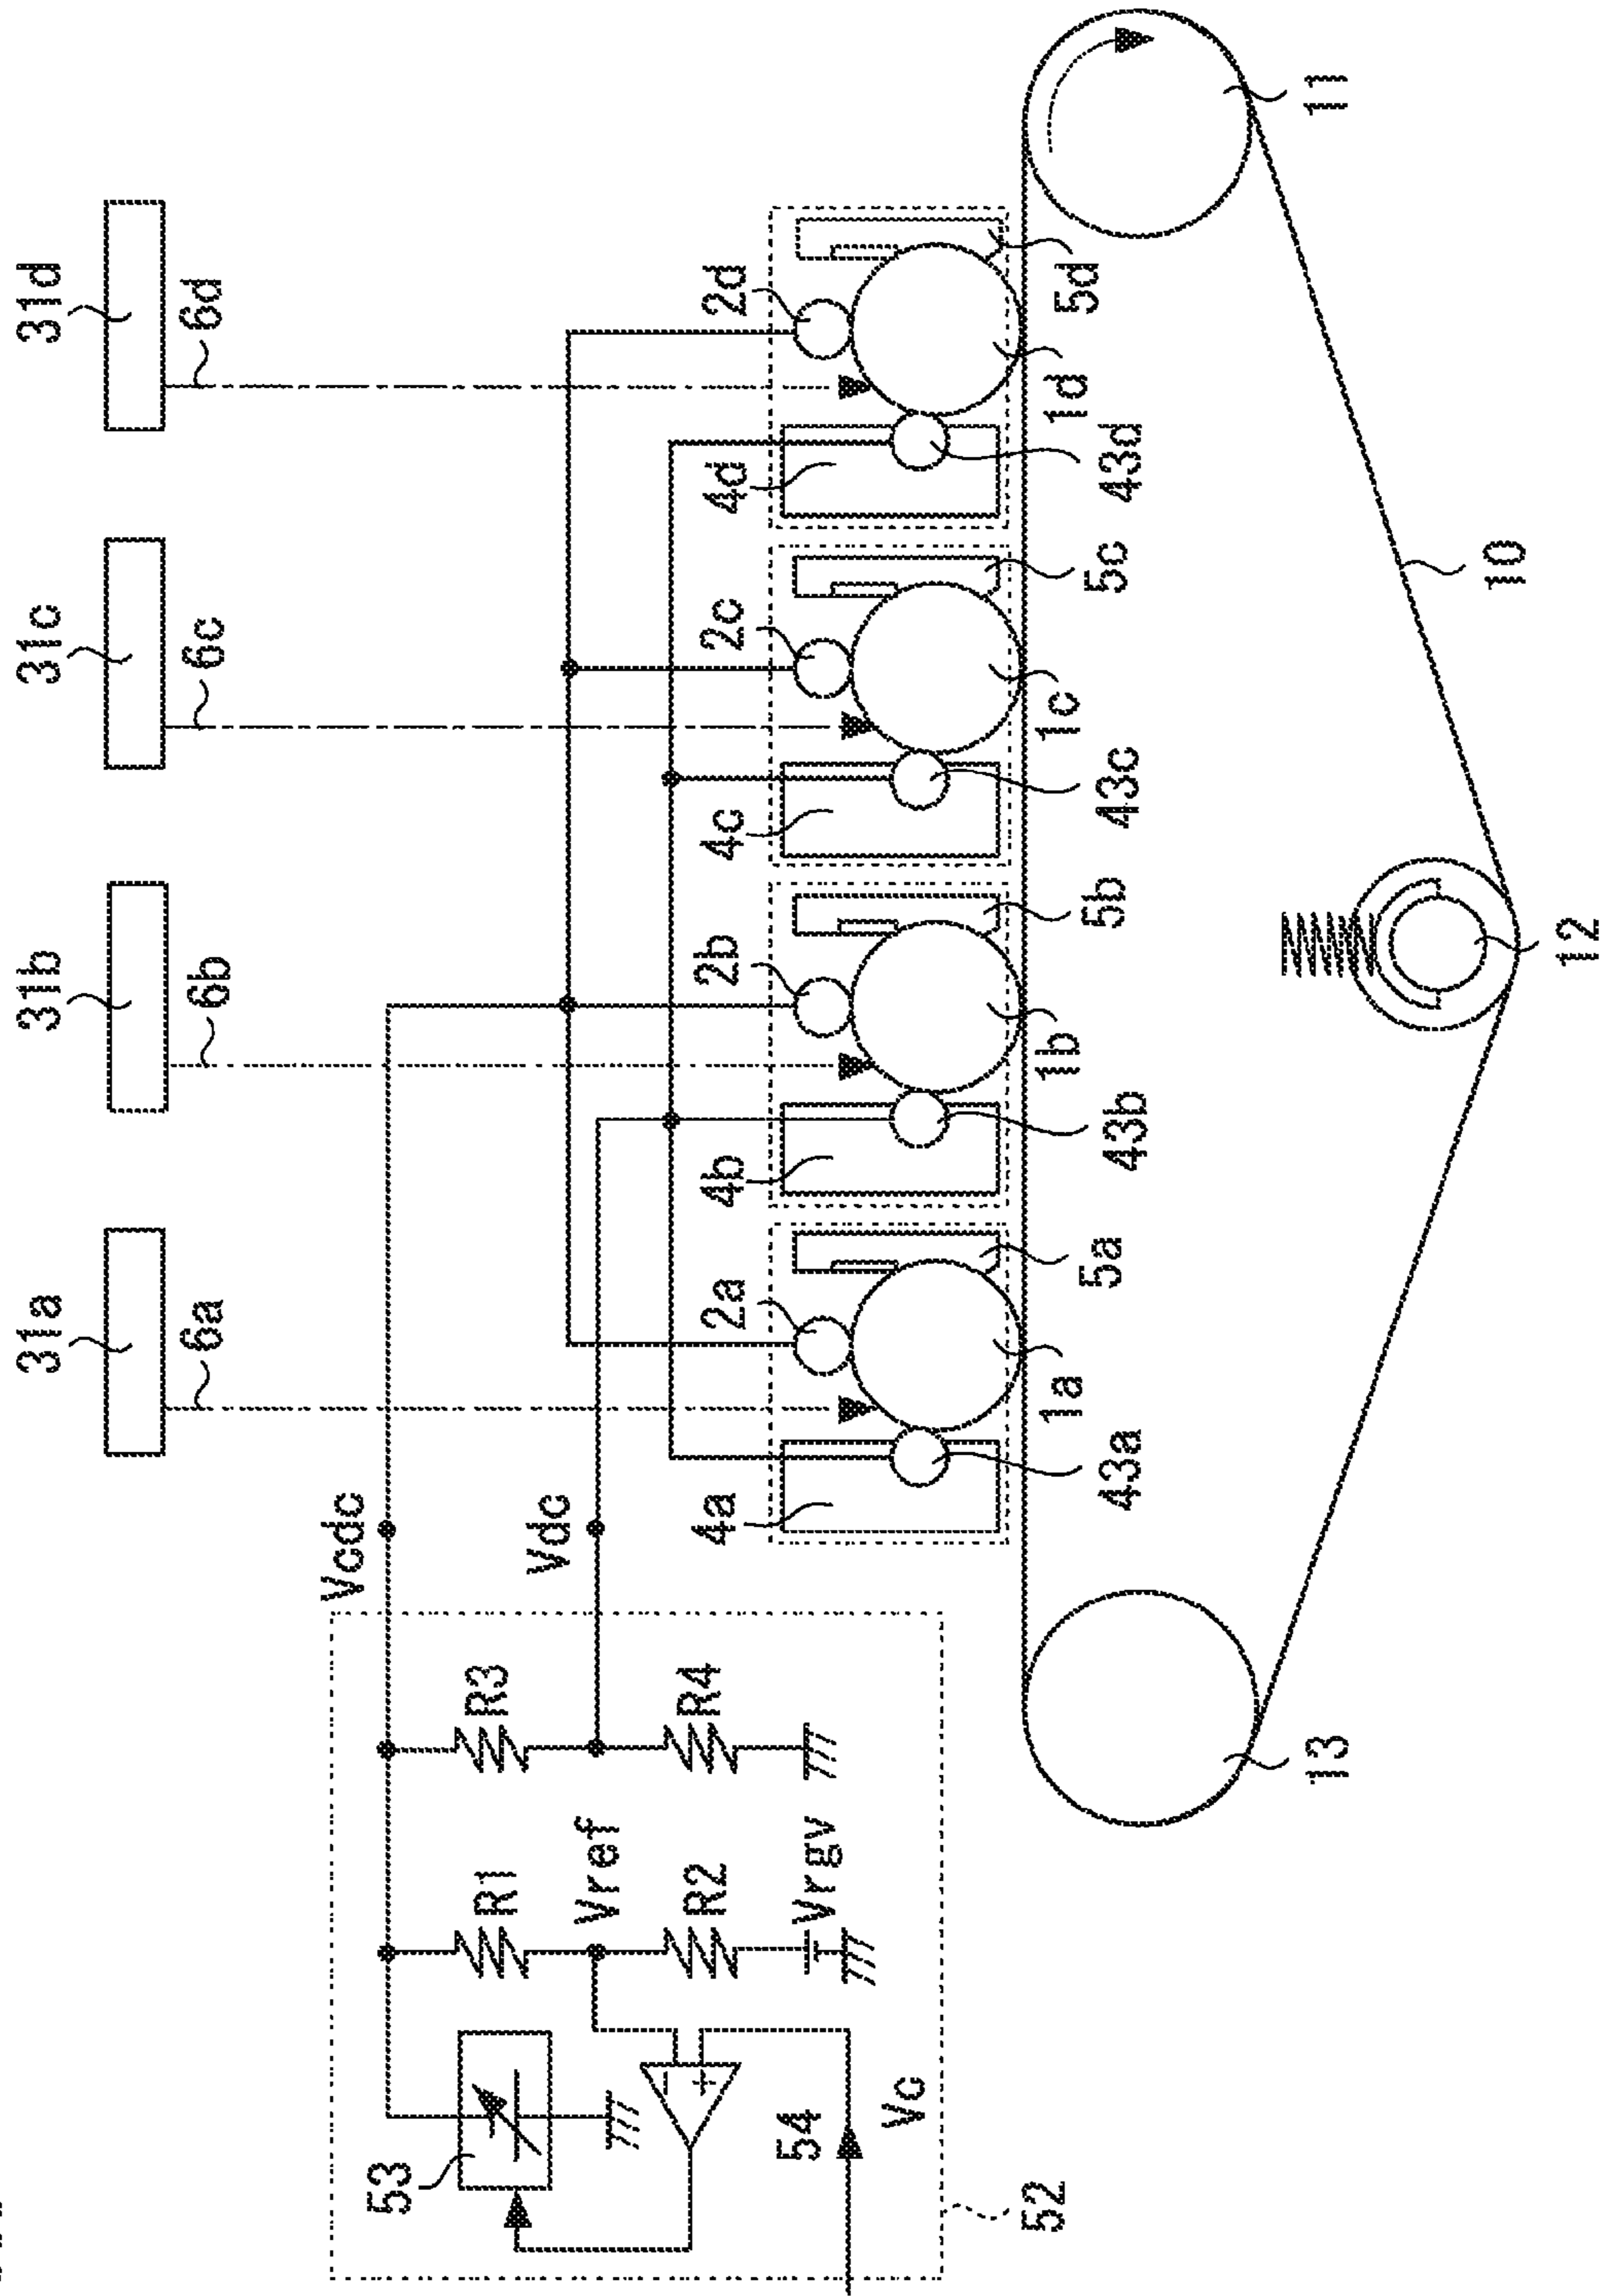 31a
31b
31c
31d
6a
6b
6c
6d
Vcdc
Vdc
53
R1
R3
Vref
R2
R4
Vrgv
54
Vc
52
2a
2b
2c
2d
4a
4b
4c
4d
43a
1a
5a
43b
1b
5b
43c
1c
5c
43d
1d
5d
13
12
10
11